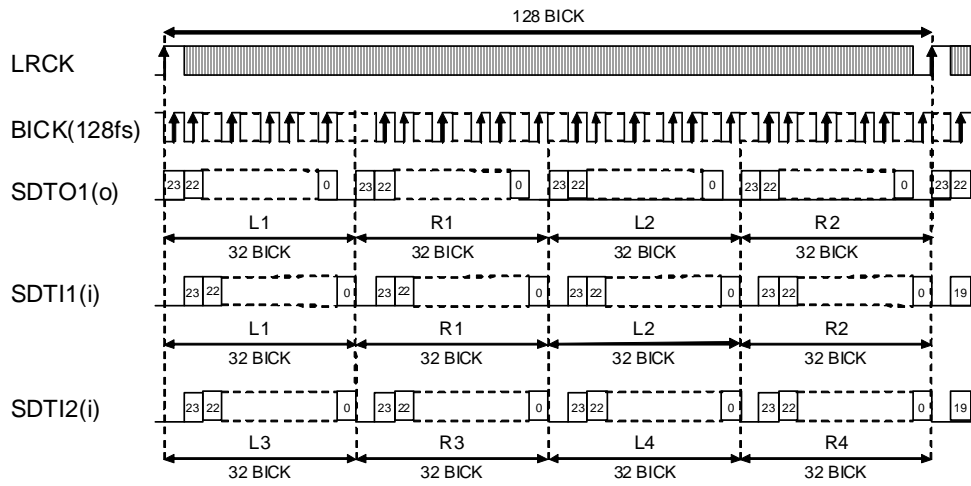 128 BICK
LRCK
BICK(128fs)
SDTO1(o) 23 22 0 23 22 0 23 22 0 23 22 0 23 22
L1 R1 L2 R2
32 BICK 32 BICK 32 BICK 32 BICK
SDTI1(i) 23 22 0 23 22 0 23 22 0 23 22 0 19
L1 R1 L2 R2
32 BICK 32 BICK 32 BICK 32 BICK
SDTI2(i) 23 22 0 23 22 0 23 22 0 23 22 0 19
L3 R3 L4 R4
32 BICK 32 BICK 32 BICK 32 BICK